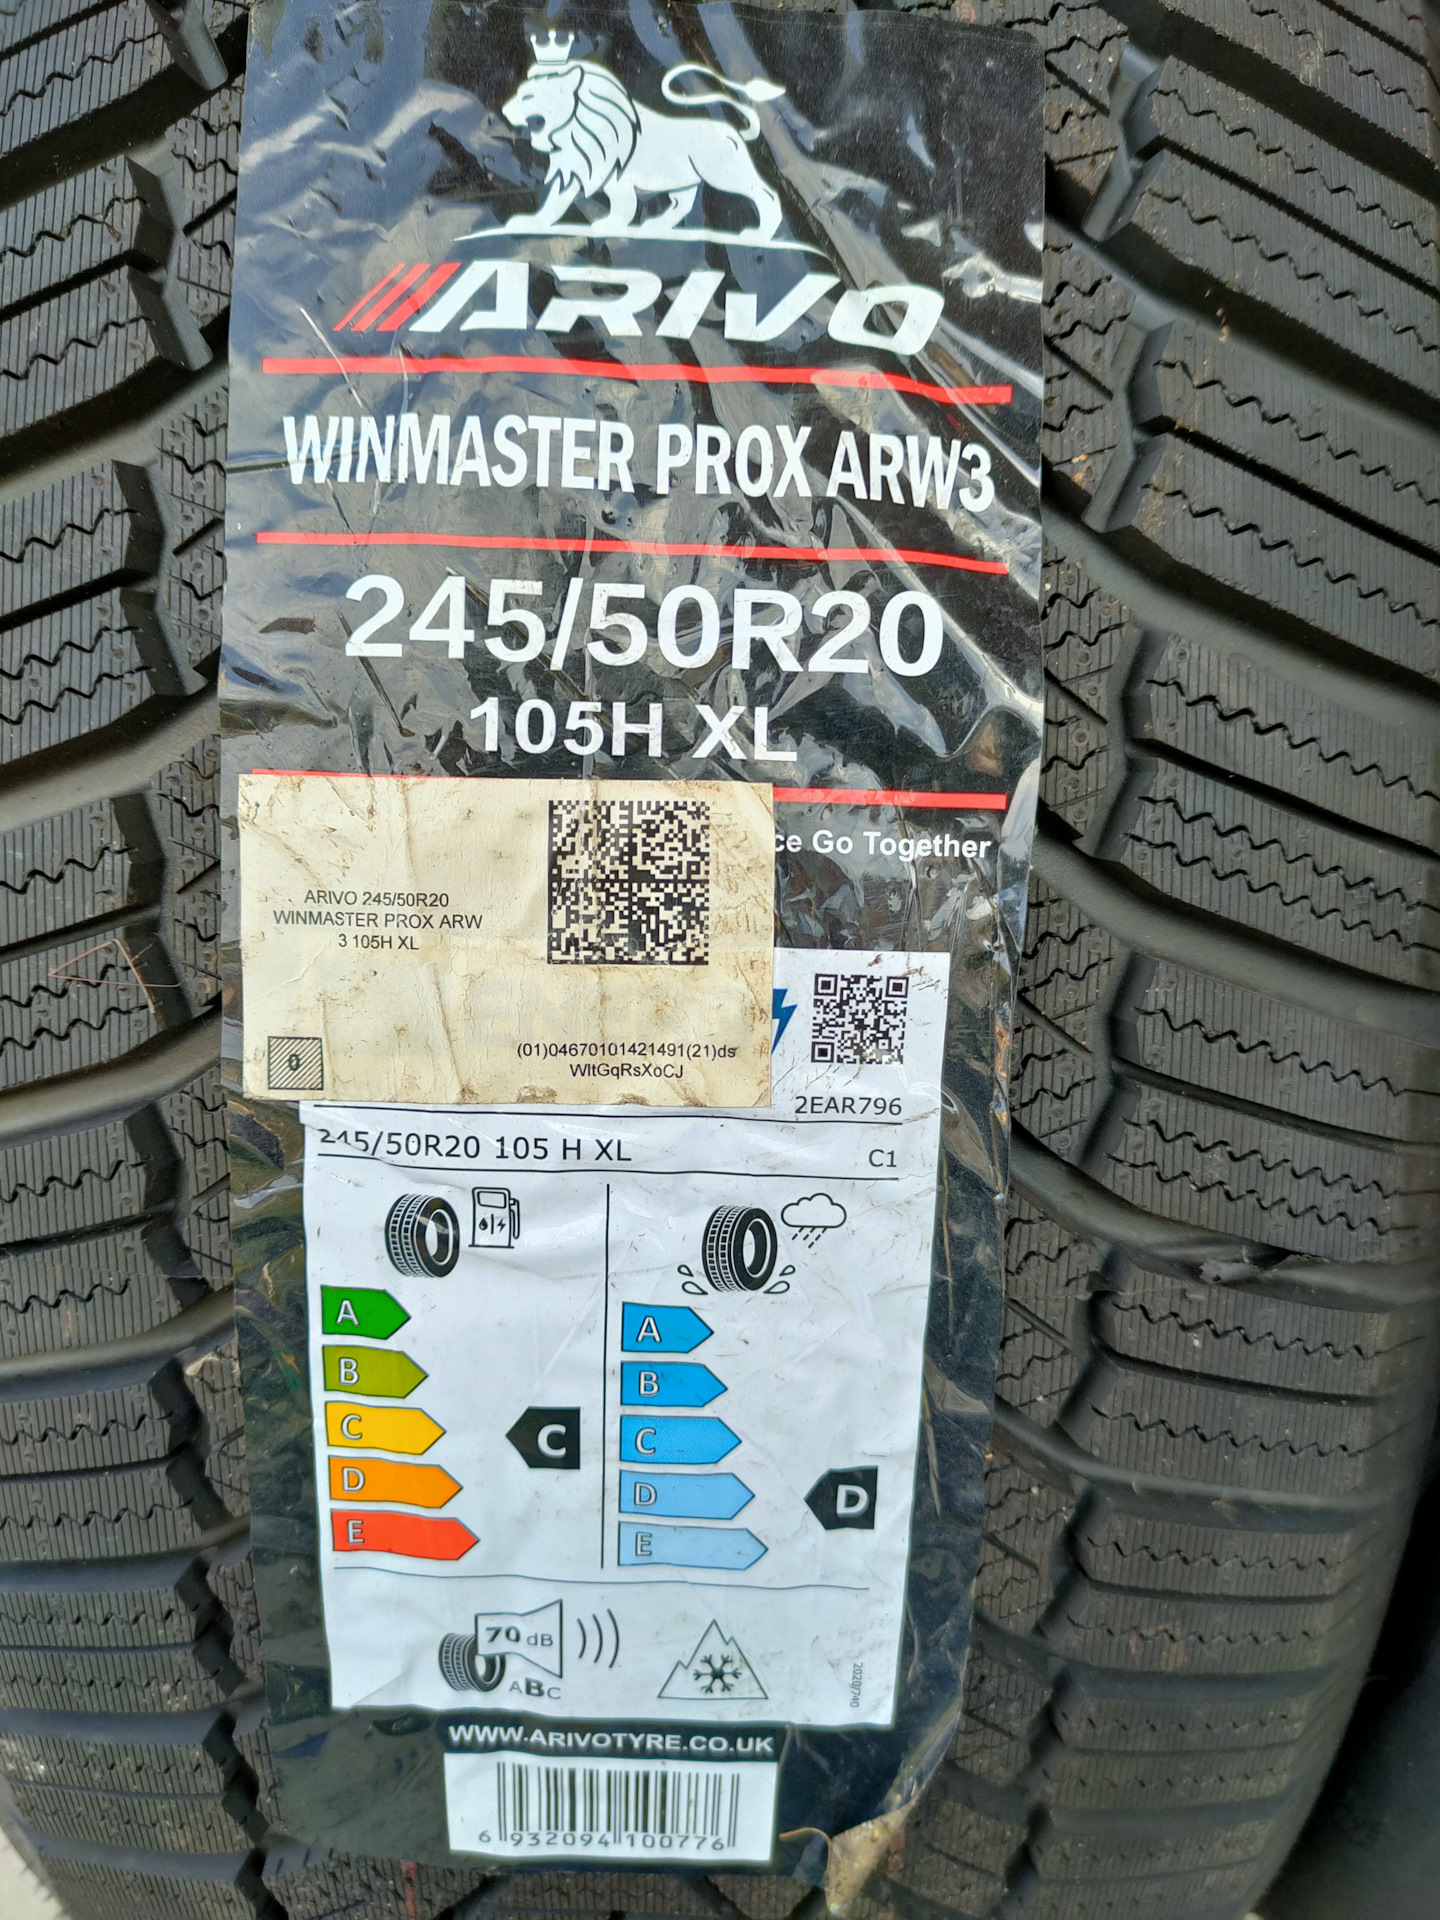 ARIVO
WINMASTER PROX ARW3
245/50R20
105H XL
Go Together
ARIVO 245/50R20
WINMASTER PROX ARW
3 105H XL
0
(01)04670101421491(21)ds
WltGqRsXoCJ
2EAR796
245/50R20 105 H XL
C1
A
B
C
D
E
C
A
B
C
D
E
D
70 dB
ABC
2020/740
WWW.ARIVOTYRE.CO.UK
6 932094 100776